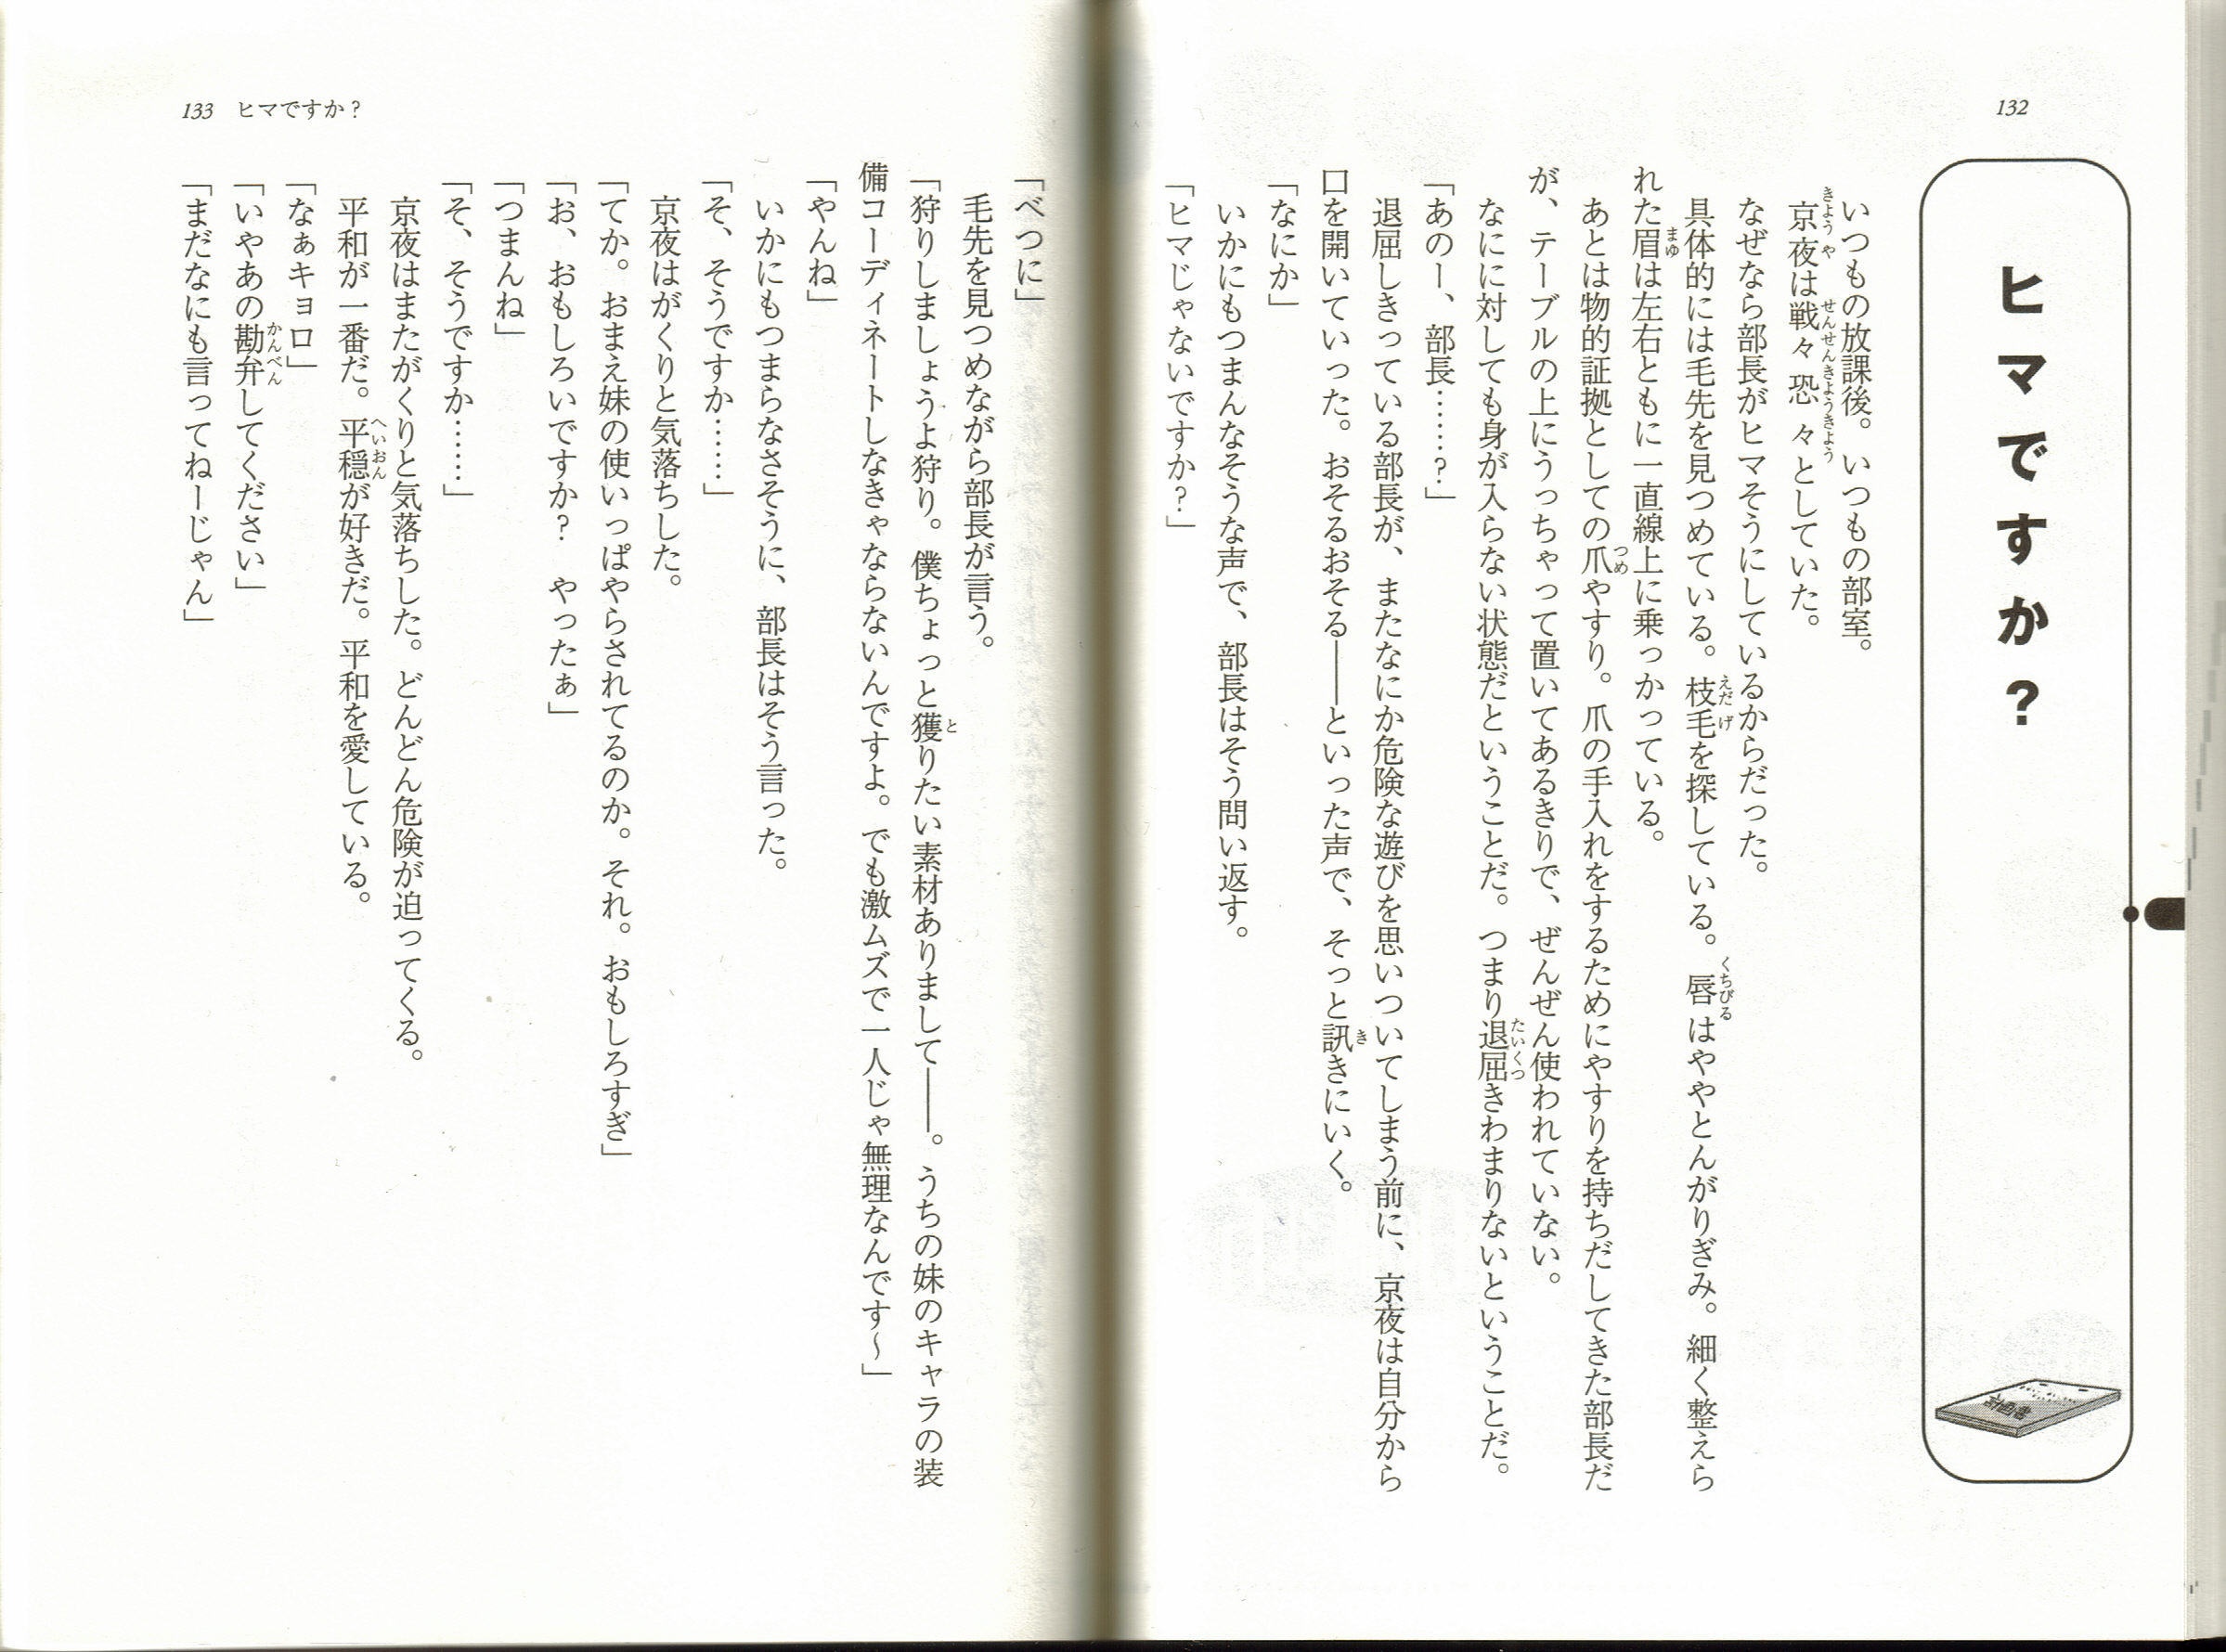 132
ヒマですか？
いつもの放課後。いつもの部室。
京夜は戦々恐々としていた。
なぜなら部長がヒマそうにしているからだった。
具体的には毛先を見つめている。枝毛を探している。唇はややとんがりぎみ。細く整えら
れた眉は左右ともに一直線上に乗っかっている。
あとは物的証拠としての爪やすり。爪の手入れをするためにやすりを持ちだしてきた部長だ
が、テーブルの上にうっちゃって置いてあるきりで、ぜんぜん使われていない。
なにに対しても身が入らない状態だということだ。つまり退屈きわまりないということだ。
「あのー、部長……？」
退屈しきっている部長が、またなにか危険な遊びを思いついてしまう前に、京夜は自分から
口を開いていった。おそるおそる――といった声で、そっと訊きにいく。
「なにか」
いかにもつまんなそうな声で、部長はそう問い返す。
「ヒマじゃないですか？」
133 ヒマですか？
「べつに」
毛先を見つめながら部長が言う。
「狩りしましょうよ狩り。僕ちょっと獲りたい素材ありまして――。うちの妹のキャラの装
備コーディネートしなきゃならないんですよ。でも激ムズで一人じゃ無理なんです～」
「やんね」
いかにもつまらなさそうに、部長はそう言った。
「そ、そうですか……」
京夜はがくりと気落ちした。
「てか。おまえ妹の使いっぱやらされてるのか。それ。おもしろすぎ」
「お、おもしろいですか？　やったぁ」
「つまんね」
「そ、そうですか……」
京夜はまたがくりと気落ちした。どんどん危険が迫ってくる。
平和が一番だ。平穏が好きだ。平和を愛している。
「なぁキョロ」
「いやあの勘弁してください」
「まだなにも言ってねーじゃん」